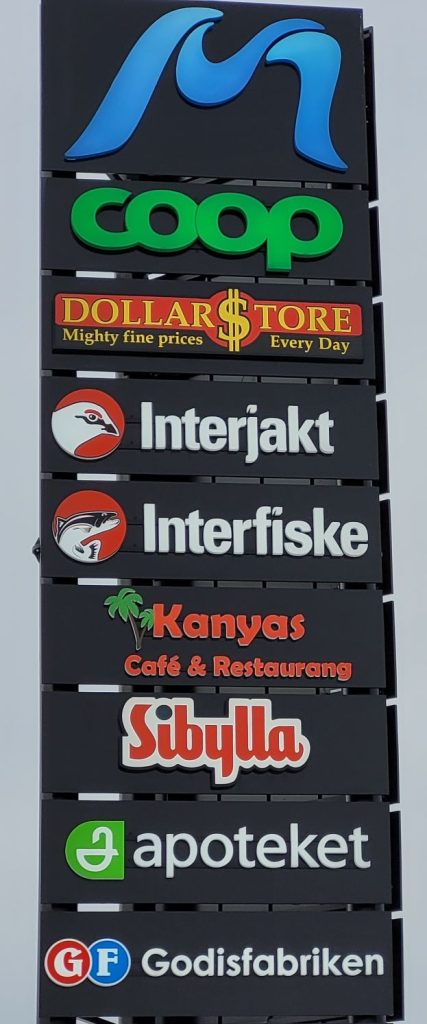 M
coop
DOLLAR$TORE
Mighty fine prices Every Day
Interjakt
Interfiske
Kanyas
Café & Restaurang
Sibylla
apoteket
GF Godisfabriken